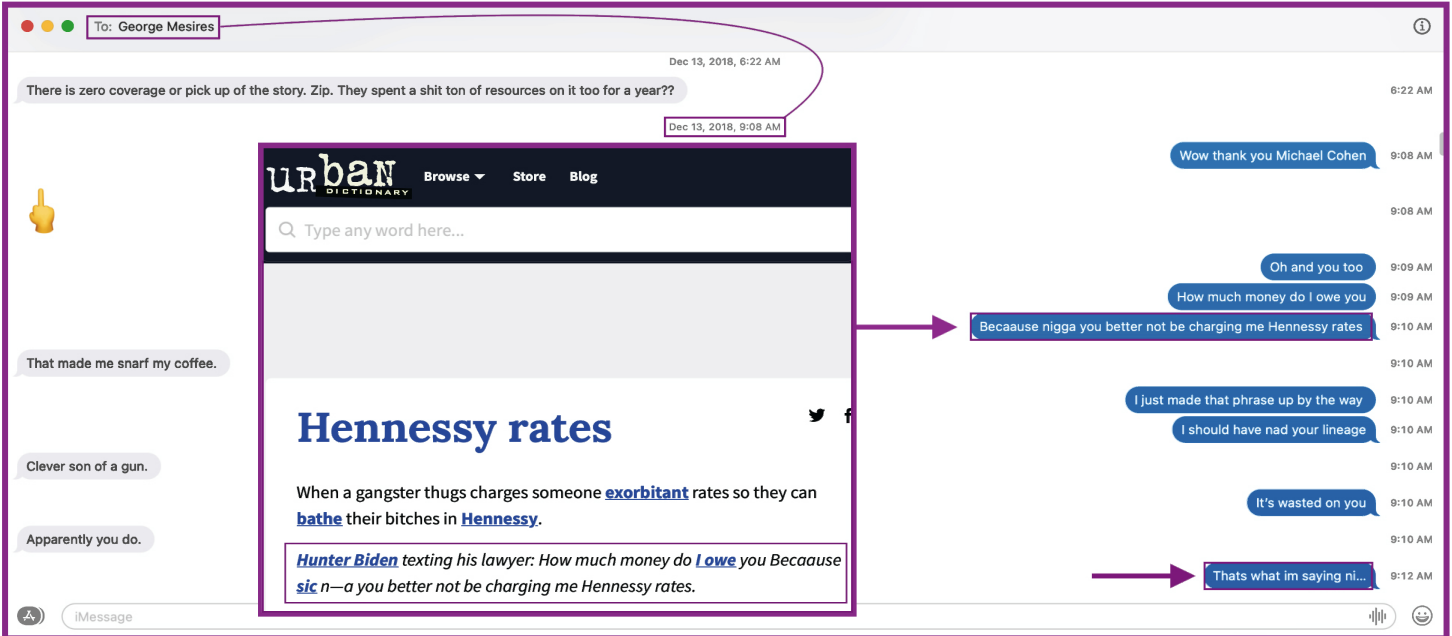 To: George Mesires
Dec 13, 2018, 6:22 AM
There is zero coverage or pick up of the story. Zip. They spent a shit ton of resources on it too for a year??
6:22 AM
Dec 13, 2018, 9:08 AM
Wow thank you Michael Cohen
9:08 AM
9:08 AM
Oh and you too
9:09 AM
How much money do I owe you
9:09 AM
Becaause nigga you better not be charging me Hennessy rates
9:10 AM
That made me snarf my coffee.
9:10 AM
I just made that phrase up by the way
9:10 AM
I should have nad your lineage
9:10 AM
Clever son of a gun.
9:10 AM
It's wasted on you
9:10 AM
Apparently you do.
9:10 AM
Thats what im saying ni...
9:12 AM
iMessage
urban
DICTIONARY
Browse
Store
Blog
Type any word here...
Hennessy rates
When a gangster thugs charges someone exorbitant rates so they can
bathe their bitches in Hennessy.
Hunter Biden texting his lawyer: How much money do I owe you Becaause
sic n—a you better not be charging me Hennessy rates.